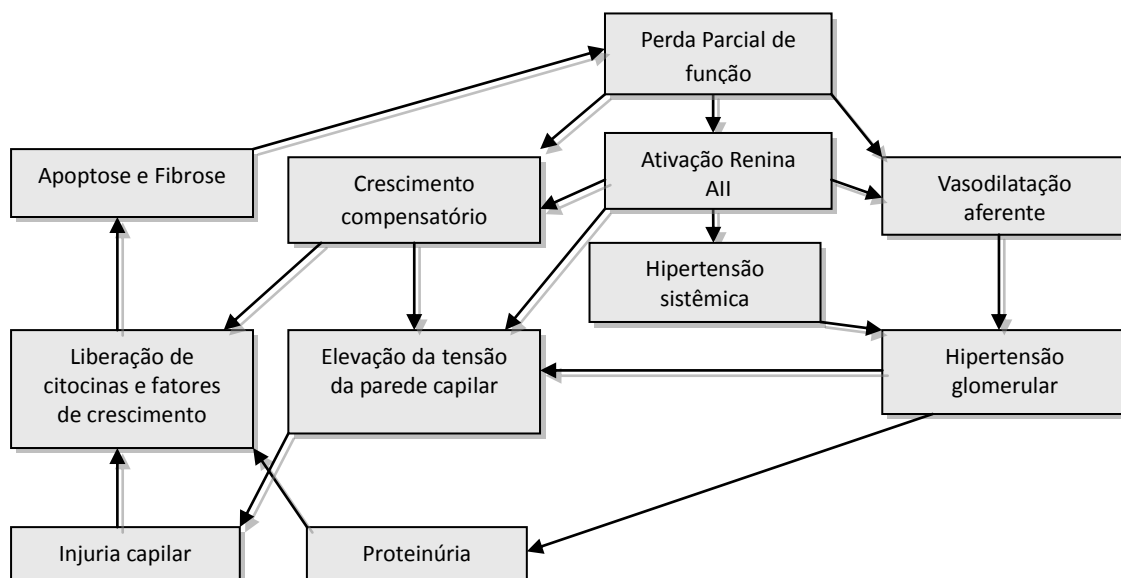 Perda Parcial de
função
Apoptose e Fibrose
Crescimento
compensatório
Ativação Renina
AII
Vasodilatação
aferente
Hipertensão
sistêmica
Liberação de
citocinas e fatores
de crescimento
Elevação da tensão
da parede capilar
Hipertensão
glomerular
Injuria capilar
Proteinúria